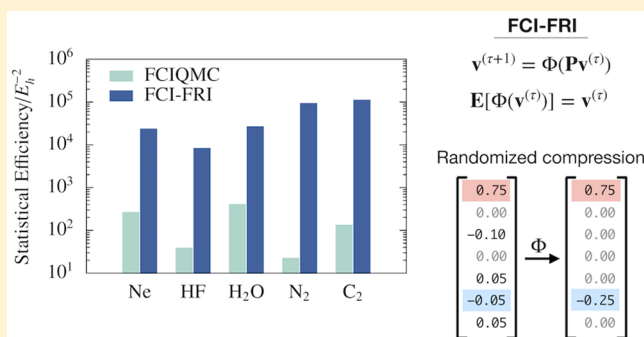 10⁶
10⁵
10⁴
10³
10²
10¹
Statistical Efficiency/Eₕ⁻²
FCIQMC
FCI-FRI
Ne HF H₂O N₂ C₂
FCI-FRI
v^(τ+1) = Φ(Pv^(τ))
E[Φ(v^(τ))] = v^(τ)
Randomized compression
0.75 0.75
0.00 0.00
−0.10 0.00
0.00 Φ 0.00
0.05 0.00
−0.05 −0.25
0.05 0.00